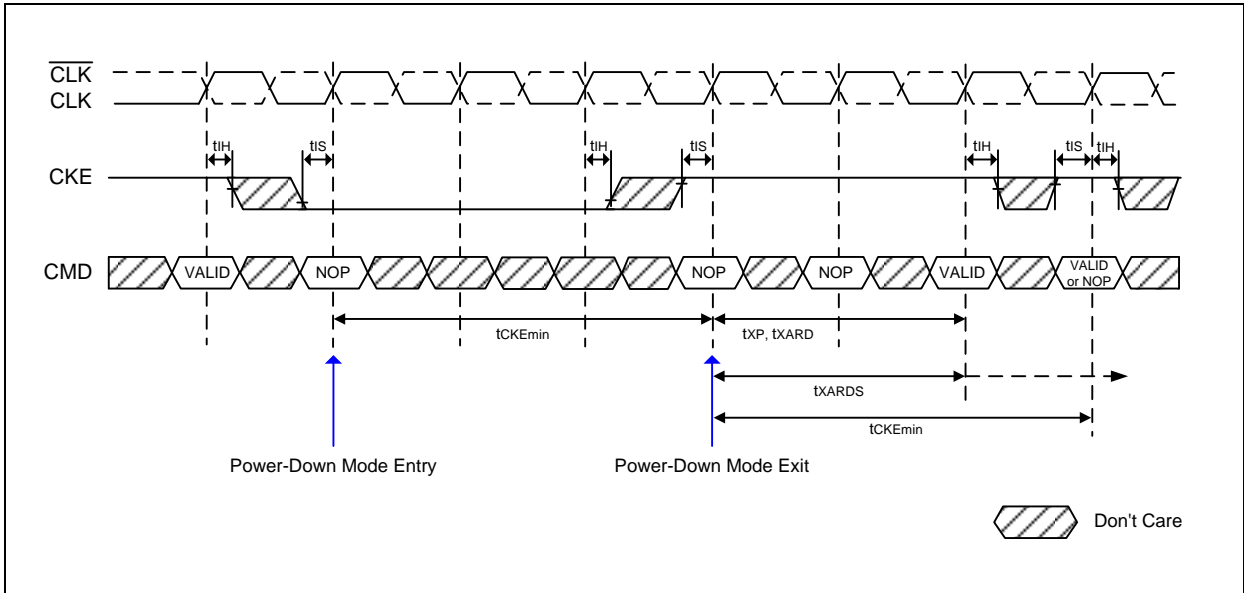 CLK
CLK
tIH
tIS
tIH
tIS
tIH
tIS
tIH
CKE
CMD
VALID
NOP
NOP
NOP
VALID
VALID
or NOP
tCKEmin
tXP, tXARD
tXARDS
tCKEmin
Power-Down Mode Entry
Power-Down Mode Exit
Don't Care